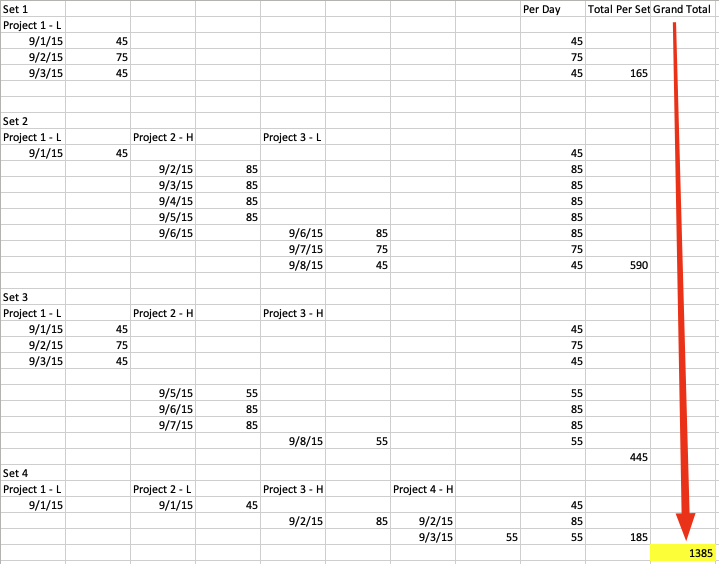 Set 1 Per Day Total Per Set Grand Total
Project 1 - L
9/1/15 45 45
9/2/15 75 75
9/3/15 45 45 165
Set 2
Project 1 - L Project 2 - H Project 3 - L
9/1/15 45 45
9/2/15 85 85
9/3/15 85 85
9/4/15 85 85
9/5/15 85 85
9/6/15 9/6/15 85 85
9/7/15 75 75
9/8/15 45 45 590
Set 3
Project 1 - L Project 2 - H Project 3 - H
9/1/15 45 45
9/2/15 75 75
9/3/15 45 45
9/5/15 55 55
9/6/15 85 85
9/7/15 85 85
9/8/15 55 55
445
Set 4
Project 1 - L Project 2 - L Project 3 - H Project 4 - H
9/1/15 9/1/15 45 45
9/2/15 85 9/2/15 85
9/3/15 55 55 185
1385